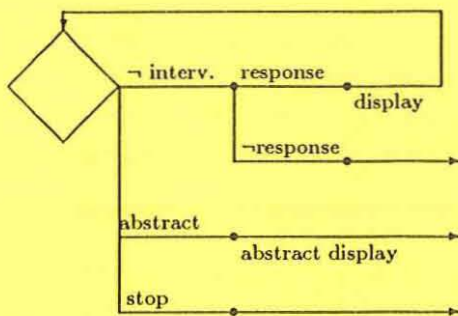 ¬ interv. response
display
¬response
abstract
abstract display
stop